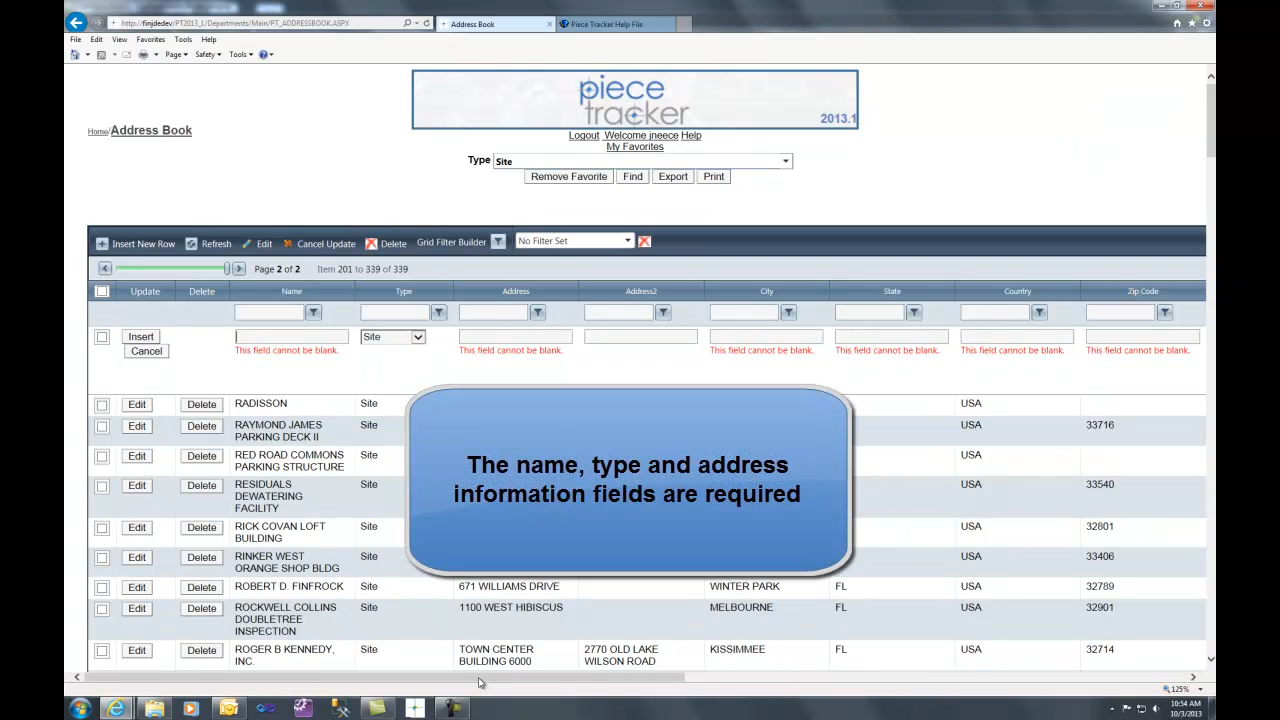 http://finjdedev/PT2013_1/Departments/Main/PT_ADDRESSBOOK.ASPX
Address Book
Piece Tracker Help File
File Edit View Favorites Tools Help
Page Safety Tools
piece
tracker
2013.1
Home/Address Book
Logout Welcome jneece Help
My Favorites
Type Site
Remove Favorite Find Export Print
Insert New Row Refresh Edit Cancel Update Delete Grid Filter Builder No Filter Set
Page 2 of 2 Item 201 to 339 of 339
Update Delete Name Type Address Address2 City State Country Zip Code
Insert Site
Cancel This field cannot be blank. This field cannot be blank. This field cannot be blank. This field cannot be blank. This field cannot be blank. This field cannot be blank.
Edit Delete RADISSON Site USA
Edit Delete RAYMOND JAMES Site USA 33716
PARKING DECK II
Edit Delete RED ROAD COMMONS Site USA
PARKING STRUCTURE
Edit Delete RESIDUALS Site USA 33540
DEWATERING
FACILITY
Edit Delete RICK COVAN LOFT Site USA 32801
BUILDING
Edit Delete RINKER WEST Site USA 33406
ORANGE SHOP BLDG
The name, type and address
information fields are required
Edit Delete ROBERT D. FINFROCK Site 671 WILLIAMS DRIVE WINTER PARK FL USA 32789
Edit Delete ROCKWELL COLLINS Site 1100 WEST HIBISCUS MELBOURNE FL USA 32901
DOUBLETREE
INSPECTION
Edit Delete ROGER B KENNEDY, Site TOWN CENTER 2770 OLD LAKE KISSIMMEE FL USA 32714
INC. BUILDING 6000 WILSON ROAD
125%
10:54 AM
10/3/2013